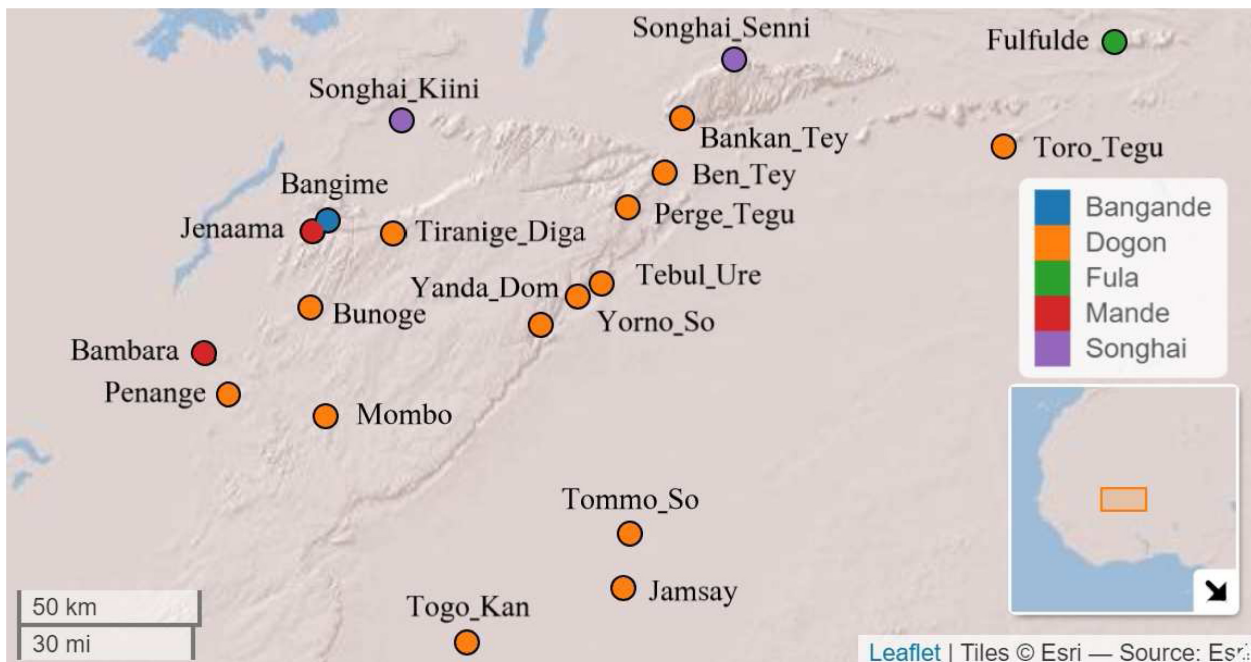 Songhai_Senni
Fulfulde
Songhai_Kiini
Bankan_Tey
Toro_Tegu
Ben_Tey
Bangime
Perge_Tegu
Jenaama
Tiranige_Diga
Bangande
Dogon
Fula
Mande
Songhai
Tebul_Ure
Yanda_Dom
Bunoge
Yorno_So
Bambara
Penange
Mombo
Tommo_So
Jamsay
Togo_Kan
50 km
30 mi
Leaflet | Tiles © Esri — Source: Esri